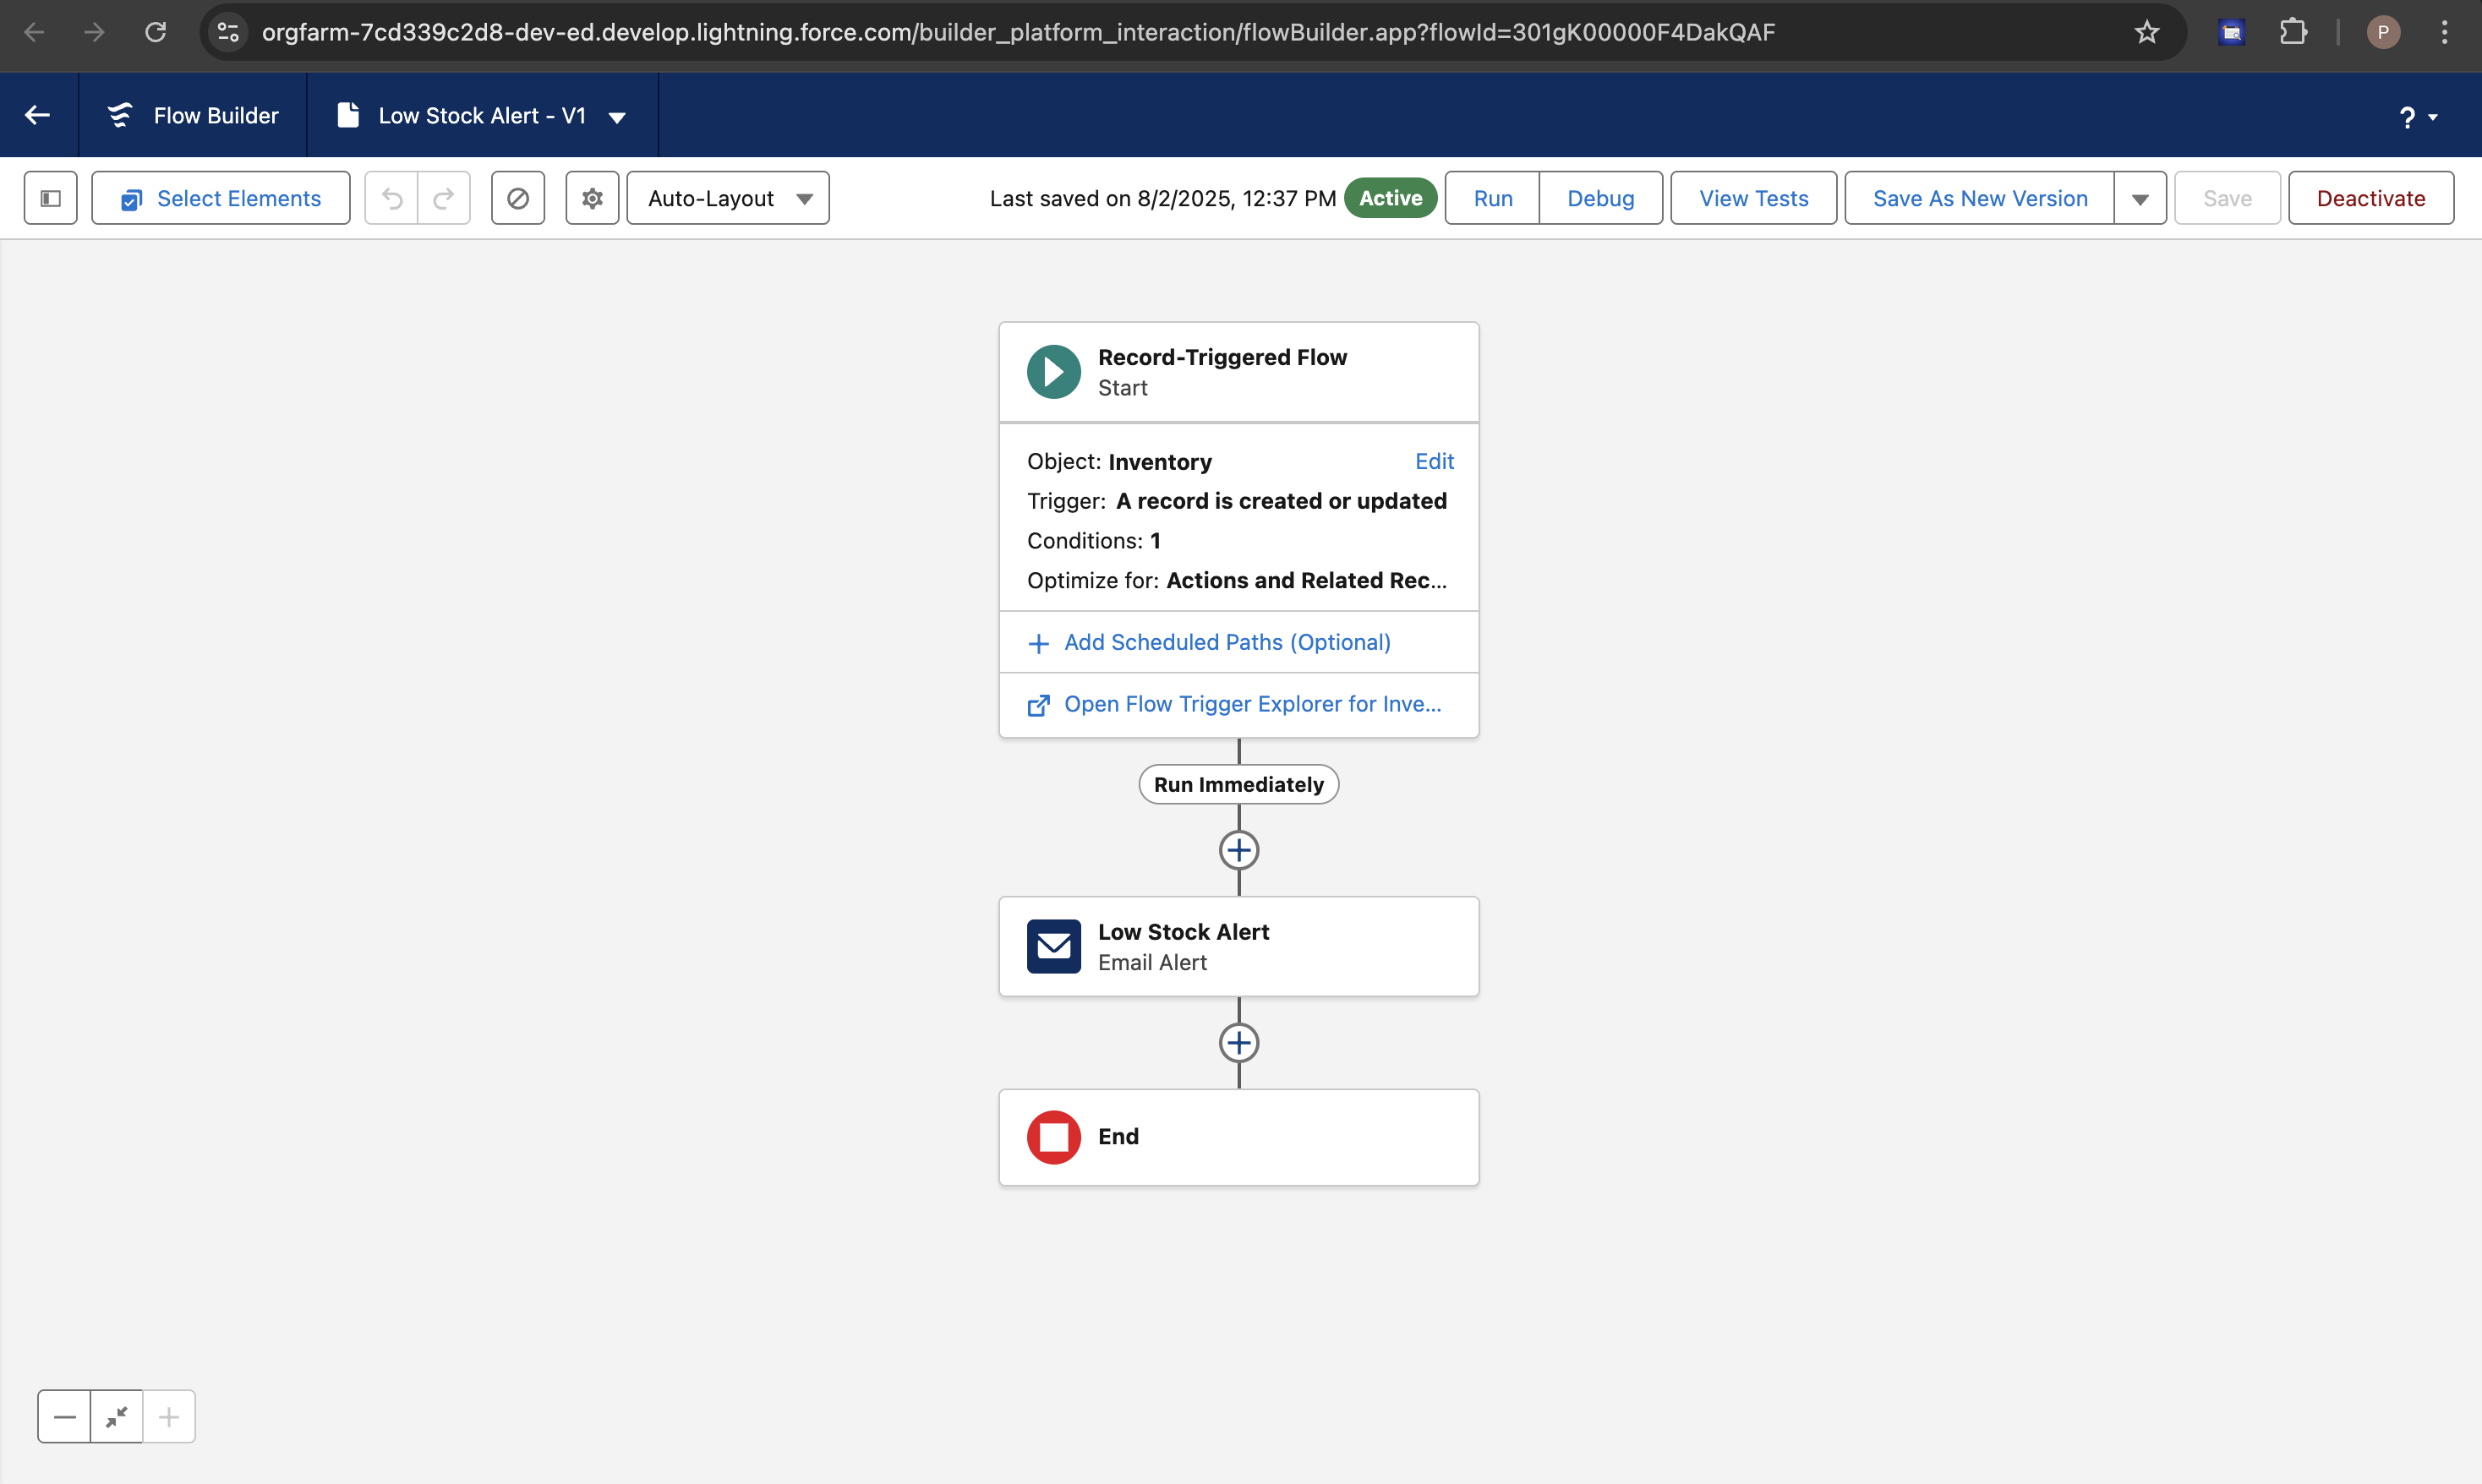 orgfarm-7cd339c2d8-dev-ed.develop.lightning.force.com/builder_platform_interaction/flowBuilder.app?flowId=301gK00000F4DakQAF
P
Flow Builder
Low Stock Alert - V1
?
Select Elements
Auto-Layout
Last saved on 8/2/2025, 12:37 PM
Active
Run
Debug
View Tests
Save As New Version
Save
Deactivate
Record-Triggered Flow
Start
Object: Inventory
Edit
Trigger: A record is created or updated
Conditions: 1
Optimize for: Actions and Related Rec...
Add Scheduled Paths (Optional)
Open Flow Trigger Explorer for Inve...
Run Immediately
Low Stock Alert
Email Alert
End